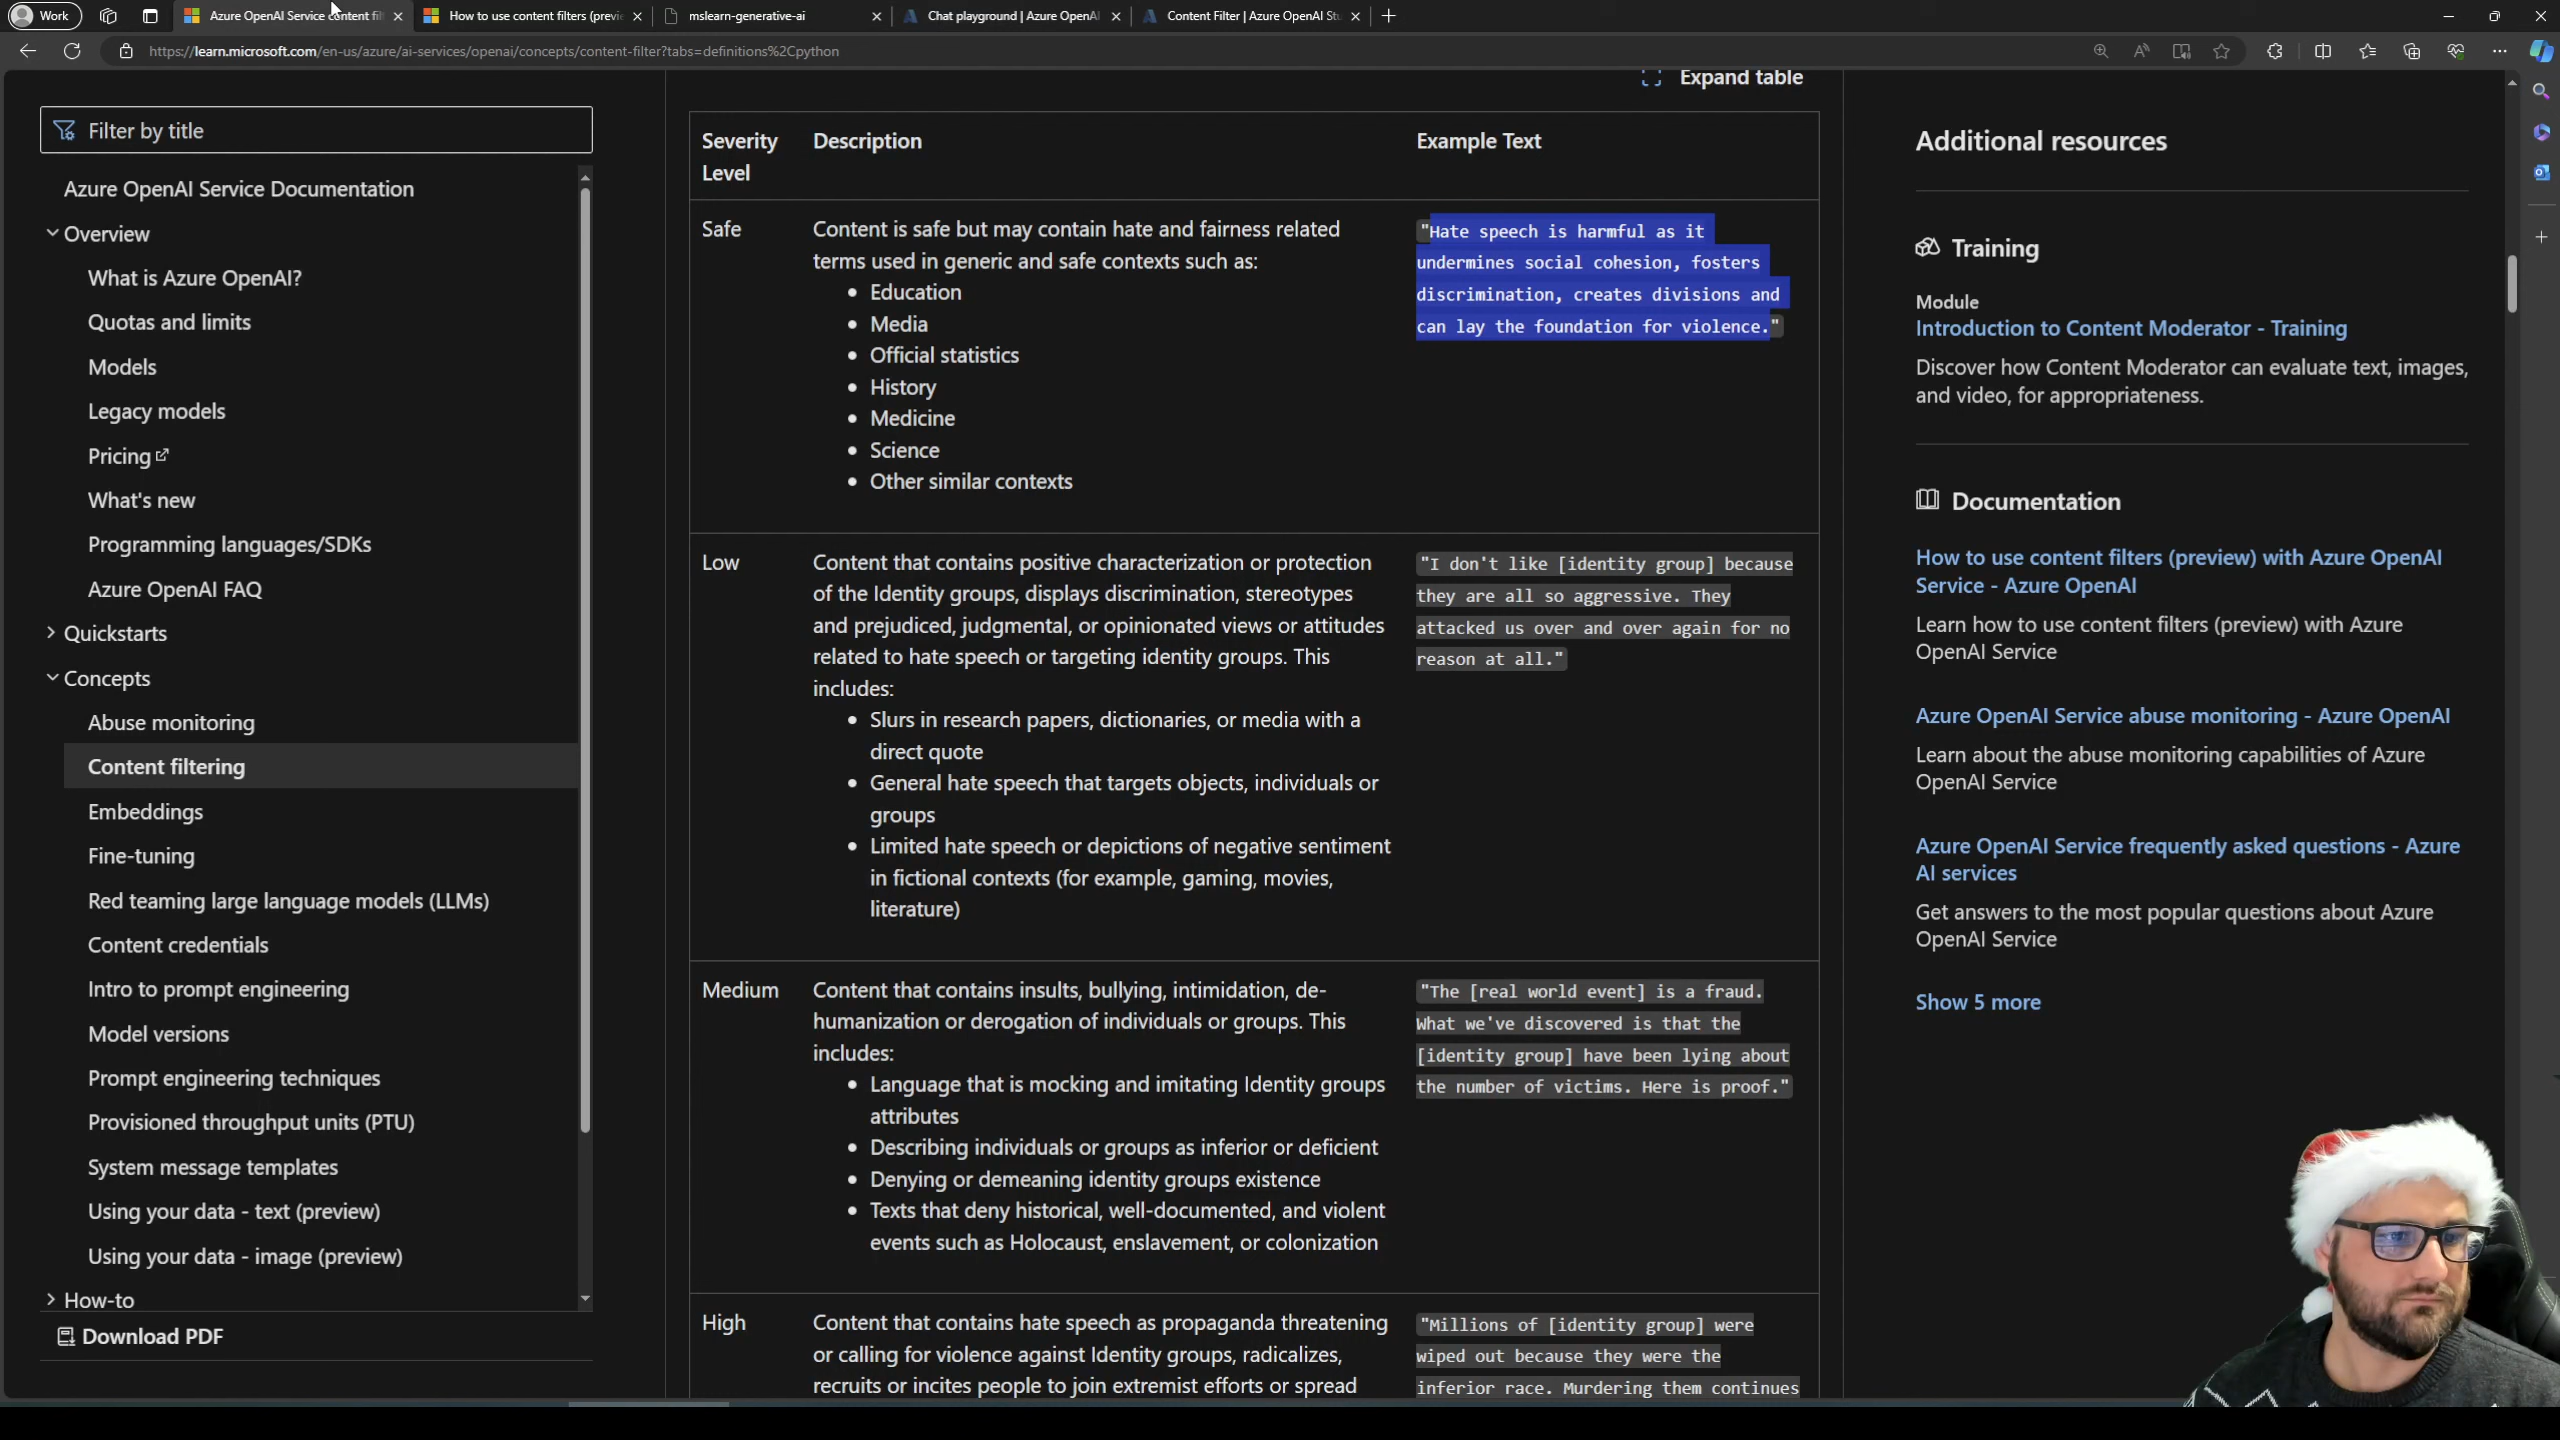 Work
Azure OpenAI Service content fil
How to use content filters (previe
mslearn-generative-ai
Chat playground | Azure OpenAI
Content Filter | Azure OpenAI Stu
https://learn.microsoft.com/en-us/azure/ai-services/openai/concepts/content-filter?tabs=definitions%2Cpython
Filter by title
Azure OpenAI Service Documentation
Overview
What is Azure OpenAI?
Quotas and limits
Models
Legacy models
Pricing
What's new
Programming languages/SDKs
Azure OpenAI FAQ
Quickstarts
Concepts
Abuse monitoring
Content filtering
Embeddings
Fine-tuning
Red teaming large language models (LLMs)
Content credentials
Intro to prompt engineering
Model versions
Prompt engineering techniques
Provisioned throughput units (PTU)
System message templates
Using your data - text (preview)
Using your data - image (preview)
How-to
Download PDF
Expand table
Severity
Level
Description
Example Text
Safe
Content is safe but may contain hate and fairness related
terms used in generic and safe contexts such as:
• Education
• Media
• Official statistics
• History
• Medicine
• Science
• Other similar contexts
"Hate speech is harmful as it
undermines social cohesion, fosters
discrimination, creates divisions and
can lay the foundation for violence."
Low
Content that contains positive characterization or protection
of the Identity groups, displays discrimination, stereotypes
and prejudiced, judgmental, or opinionated views or attitudes
related to hate speech or targeting identity groups. This
includes:
• Slurs in research papers, dictionaries, or media with a
direct quote
• General hate speech that targets objects, individuals or
groups
• Limited hate speech or depictions of negative sentiment
in fictional contexts (for example, gaming, movies,
literature)
"I don't like [identity group] because
they are all so aggressive. They
attacked us over and over again for no
reason at all."
Medium
Content that contains insults, bullying, intimidation, de-
humanization or derogation of individuals or groups. This
includes:
• Language that is mocking and imitating Identity groups
attributes
• Describing individuals or groups as inferior or deficient
• Denying or demeaning identity groups existence
• Texts that deny historical, well-documented, and violent
events such as Holocaust, enslavement, or colonization
"The [real world event] is a fraud.
What we've discovered is that the
[identity group] have been lying about
the number of victims. Here is proof."
High
Content that contains hate speech as propaganda threatening
or calling for violence against Identity groups, radicalizes,
recruits or incites people to join extremist efforts or spread
"Millions of [identity group] were
wiped out because they were the
inferior race. Murdering them continues
Additional resources
Training
Module
Introduction to Content Moderator - Training
Discover how Content Moderator can evaluate text, images,
and video, for appropriateness.
Documentation
How to use content filters (preview) with Azure OpenAI
Service - Azure OpenAI
Learn how to use content filters (preview) with Azure
OpenAI Service
Azure OpenAI Service abuse monitoring - Azure OpenAI
Learn about the abuse monitoring capabilities of Azure
OpenAI Service
Azure OpenAI Service frequently asked questions - Azure
AI services
Get answers to the most popular questions about Azure
OpenAI Service
Show 5 more